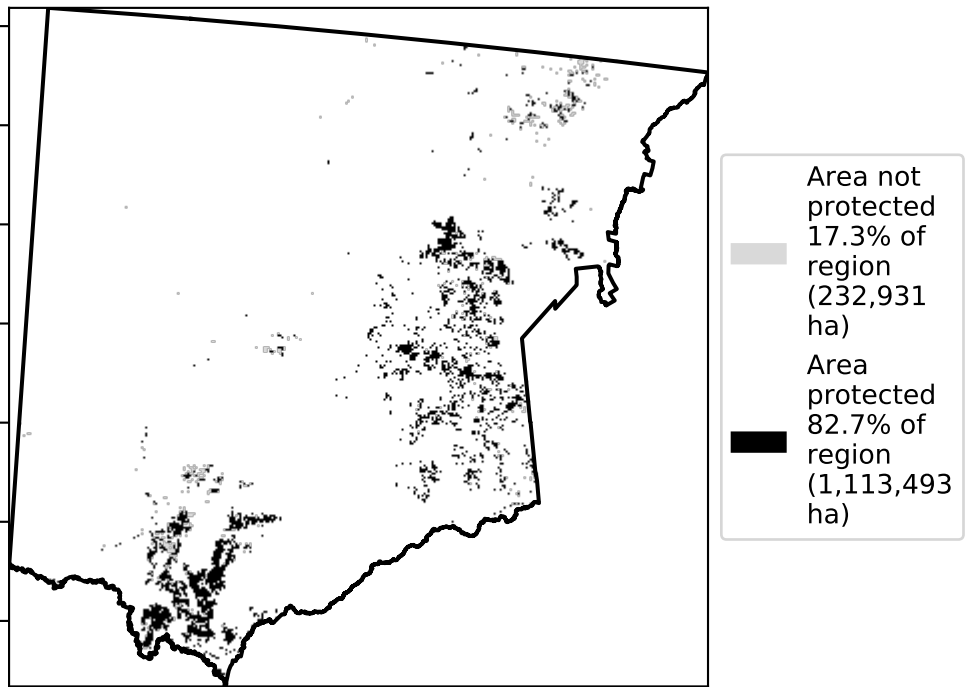 Area not
protected
17.3% of
region
(232,931
ha)
Area
protected
82.7% of
region
(1,113,493
ha)